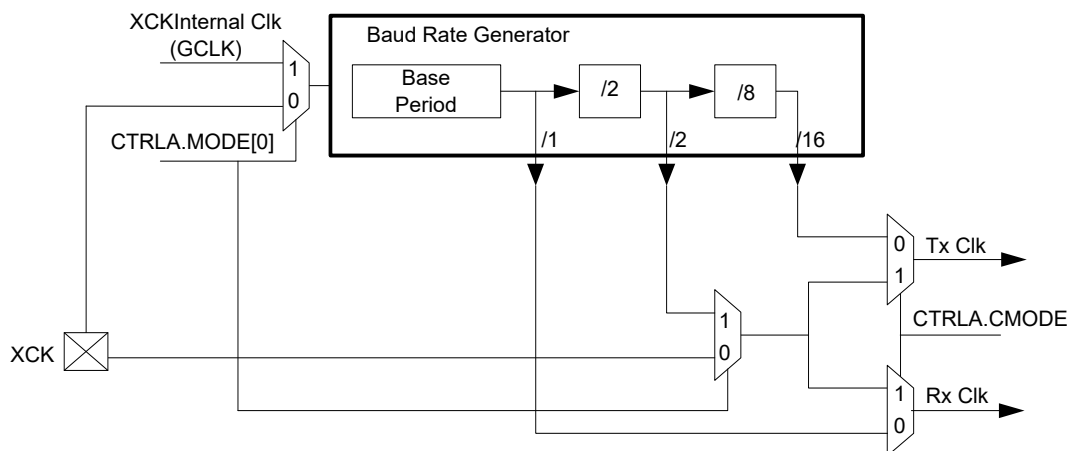 XCKInternal Clk
(GCLK)
Baud Rate Generator
1
0
Base
Period
/2
/8
CTRLA.MODE[0]
/1
/2
/16
0
Tx Clk
1
1
CTRLA.CMODE
XCK
0
1
Rx Clk
0